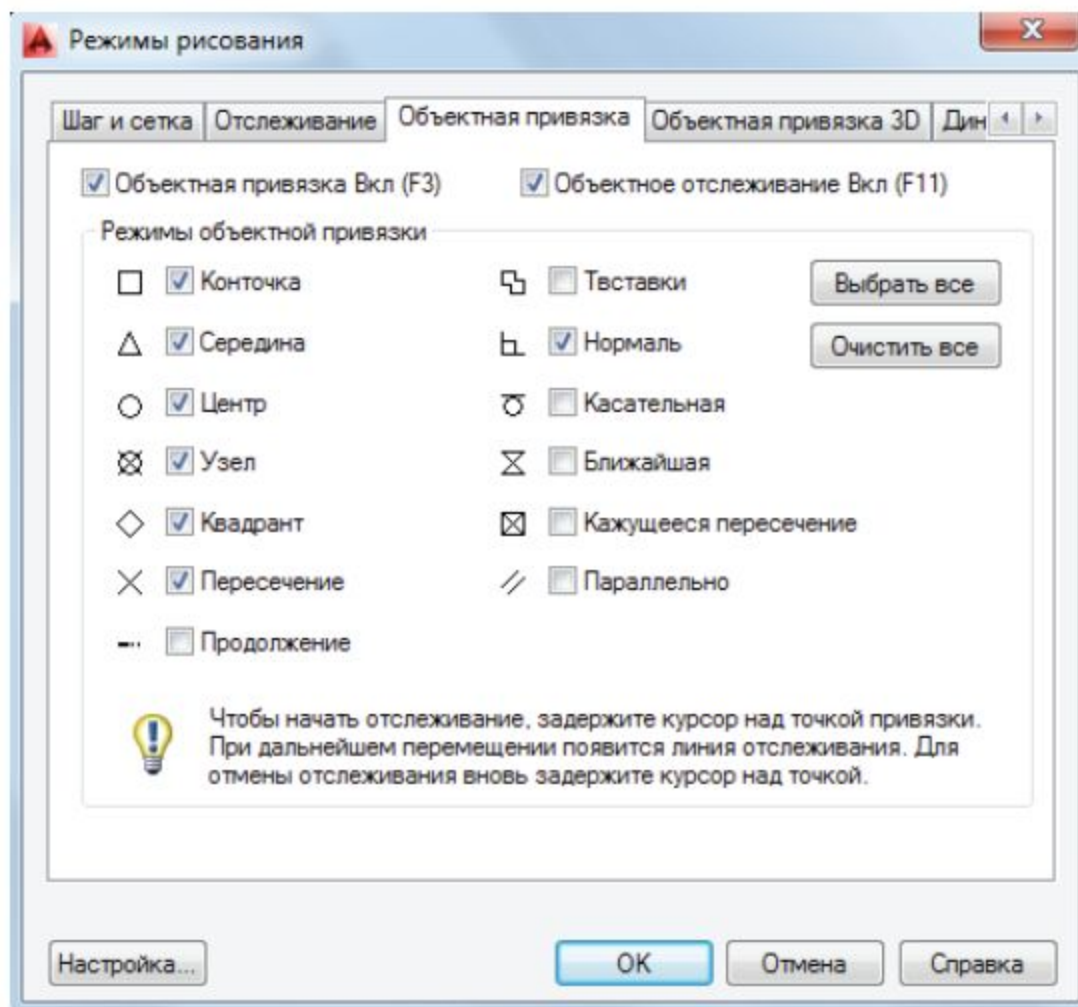 Режимы рисования
Шаг и сетка Отслеживание Объектная привязка Объектная привязка 3D Дин
Объектная привязка Вкл (F3) Объектное отслеживание Вкл (F11)
Режимы объектной привязки
Конточка Твставки Выбрать все
Середина Нормаль Очистить все
Центр Касательная
Узел Ближайшая
Квадрант Кажущееся пересечение
Пересечение Параллельно
Продолжение
Чтобы начать отслеживание, задержите курсор над точкой привязки.
При дальнейшем перемещении появится линия отслеживания. Для
отмены отслеживания вновь задержите курсор над точкой.
Настройка... ОК Отмена Справка